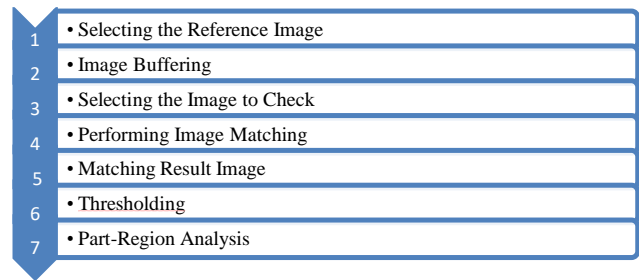 1 • Selecting the Reference Image
2 • Image Buffering
3 • Selecting the Image to Check
4 • Performing Image Matching
5 • Matching Result Image
6 • Thresholding
7 • Part-Region Analysis